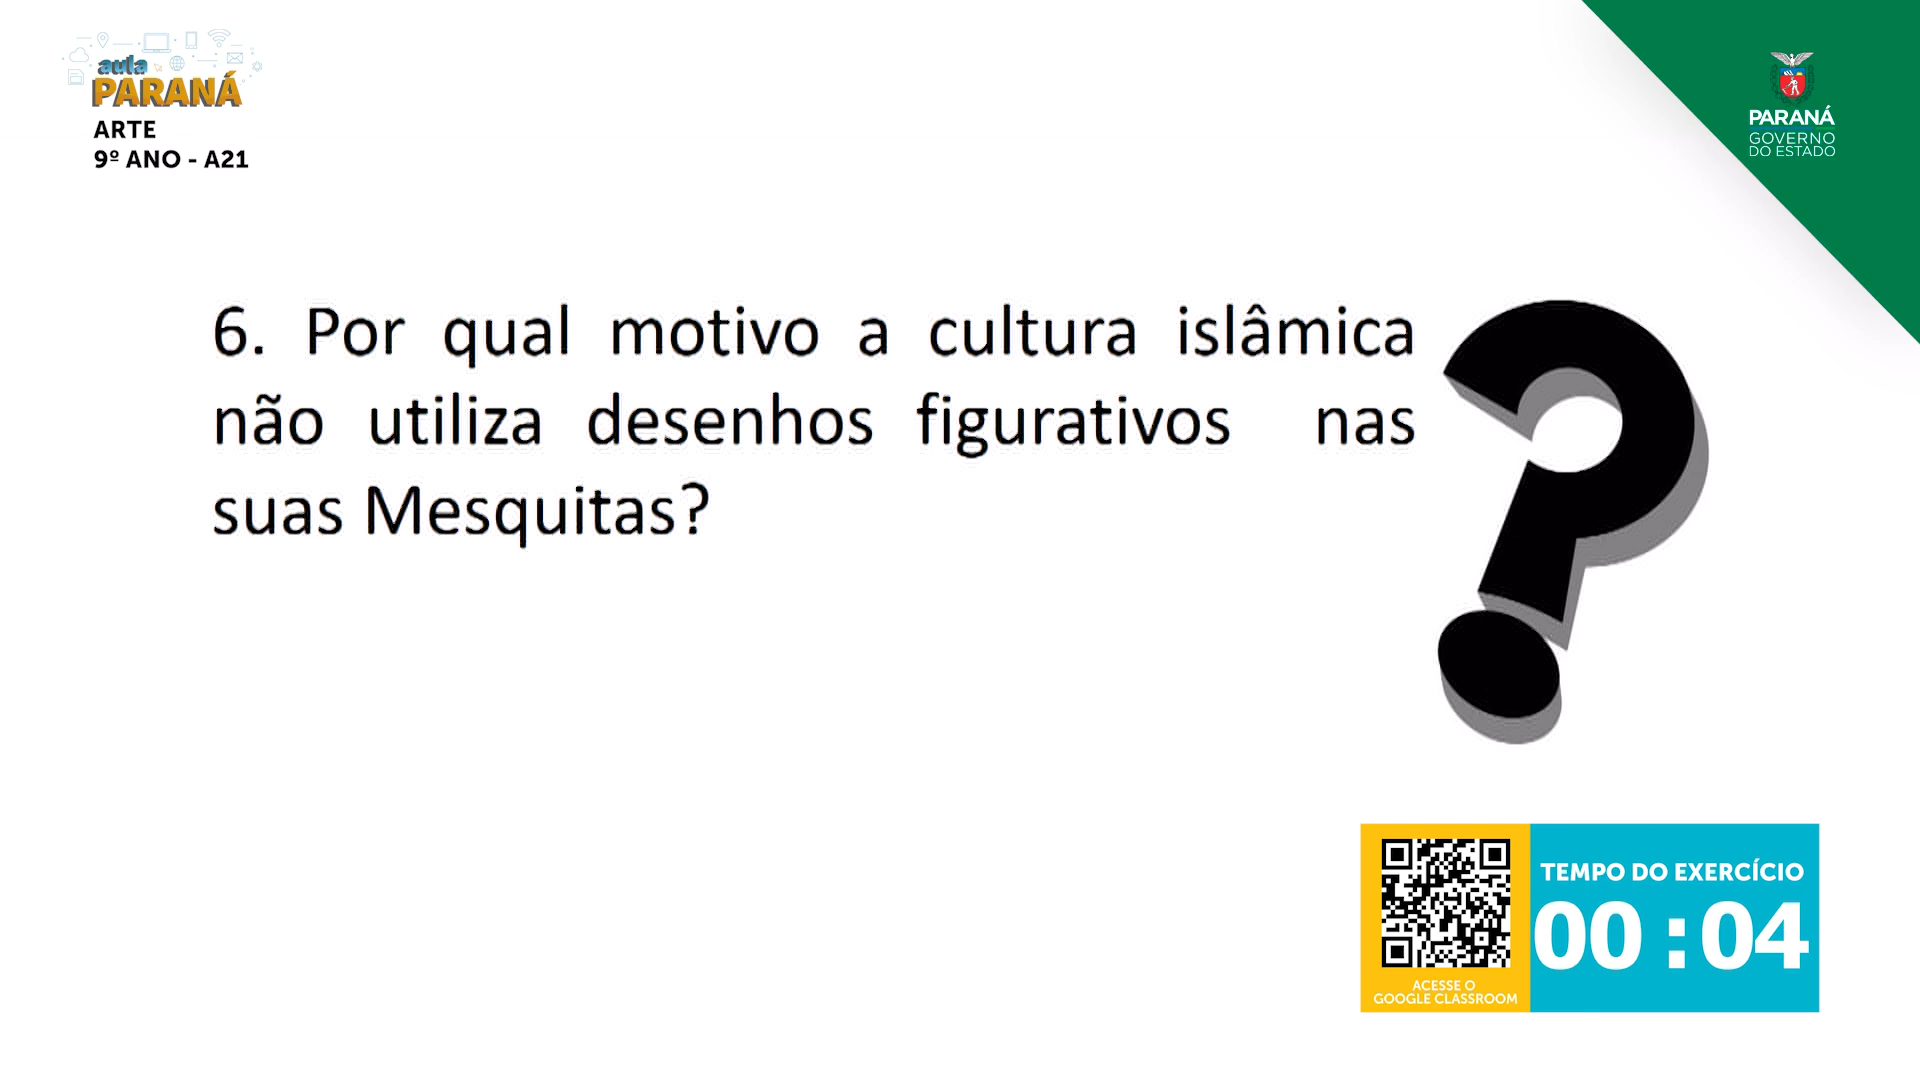 aula
PARANÁ
ARTE
9º ANO - A21
PARANÁ
GOVERNO
DO ESTADO
6. Por qual motivo a cultura islâmica
não utiliza desenhos figurativos nas
suas Mesquitas?
?
ACESSE O
GOOGLE CLASSROOM
TEMPO DO EXERCÍCIO
00:04